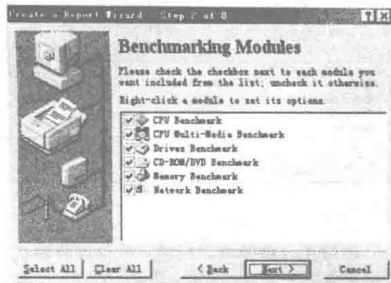 Create a Report Wizard - Step 2 of 8
Benchmarking Modules
Please check the checkbox next to each module you
want included from the list; uncheck it otherwise.
Right-click a module to set its options.
CPU Benchmark
CPU Multi-Media Benchmark
Drives Benchmark
CD-ROM/DVD Benchmark
Memory Benchmark
Network Benchmark
Select All
Clear All
< Back
Next >
Cancel